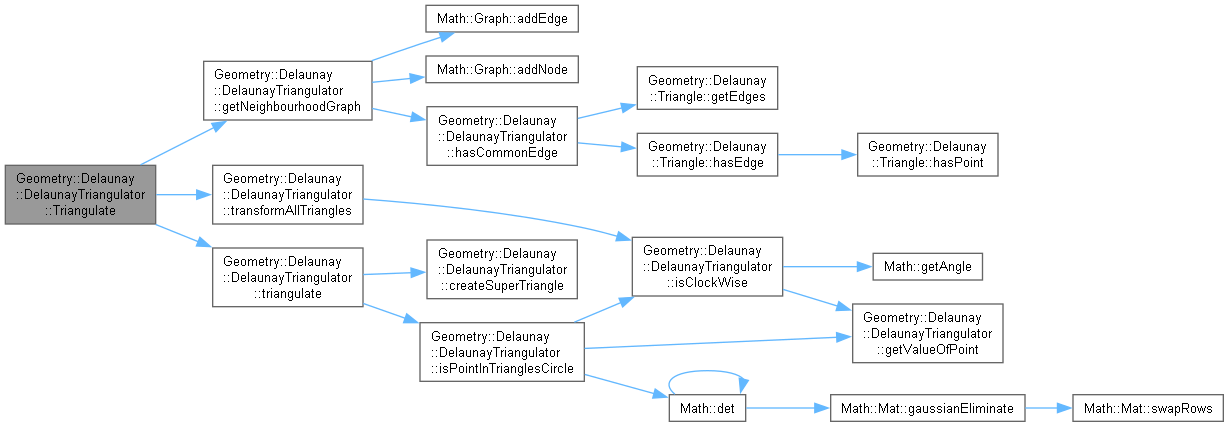 Math::Graph::addEdge
Math::Graph::addNode
Geometry::Delaunay
::DelaunayTriangulator
::getNeighbourhoodGraph
Geometry::Delaunay
::Triangle::getEdges
Geometry::Delaunay
::DelaunayTriangulator
::hasCommonEdge
Geometry::Delaunay
::Triangle::hasEdge
Geometry::Delaunay
::Triangle::hasPoint
Geometry::Delaunay
::DelaunayTriangulator
::Triangulate
Geometry::Delaunay
::DelaunayTriangulator
::transformAllTriangles
Geometry::Delaunay
::DelaunayTriangulator
::triangulate
Geometry::Delaunay
::DelaunayTriangulator
::createSuperTriangle
Geometry::Delaunay
::DelaunayTriangulator
::isClockWise
Math::getAngle
Geometry::Delaunay
::DelaunayTriangulator
::getValueOfPoint
Geometry::Delaunay
::DelaunayTriangulator
::isPointInTrianglesCircle
Math::det
Math::Mat::gaussianEliminate
Math::Mat::swapRows